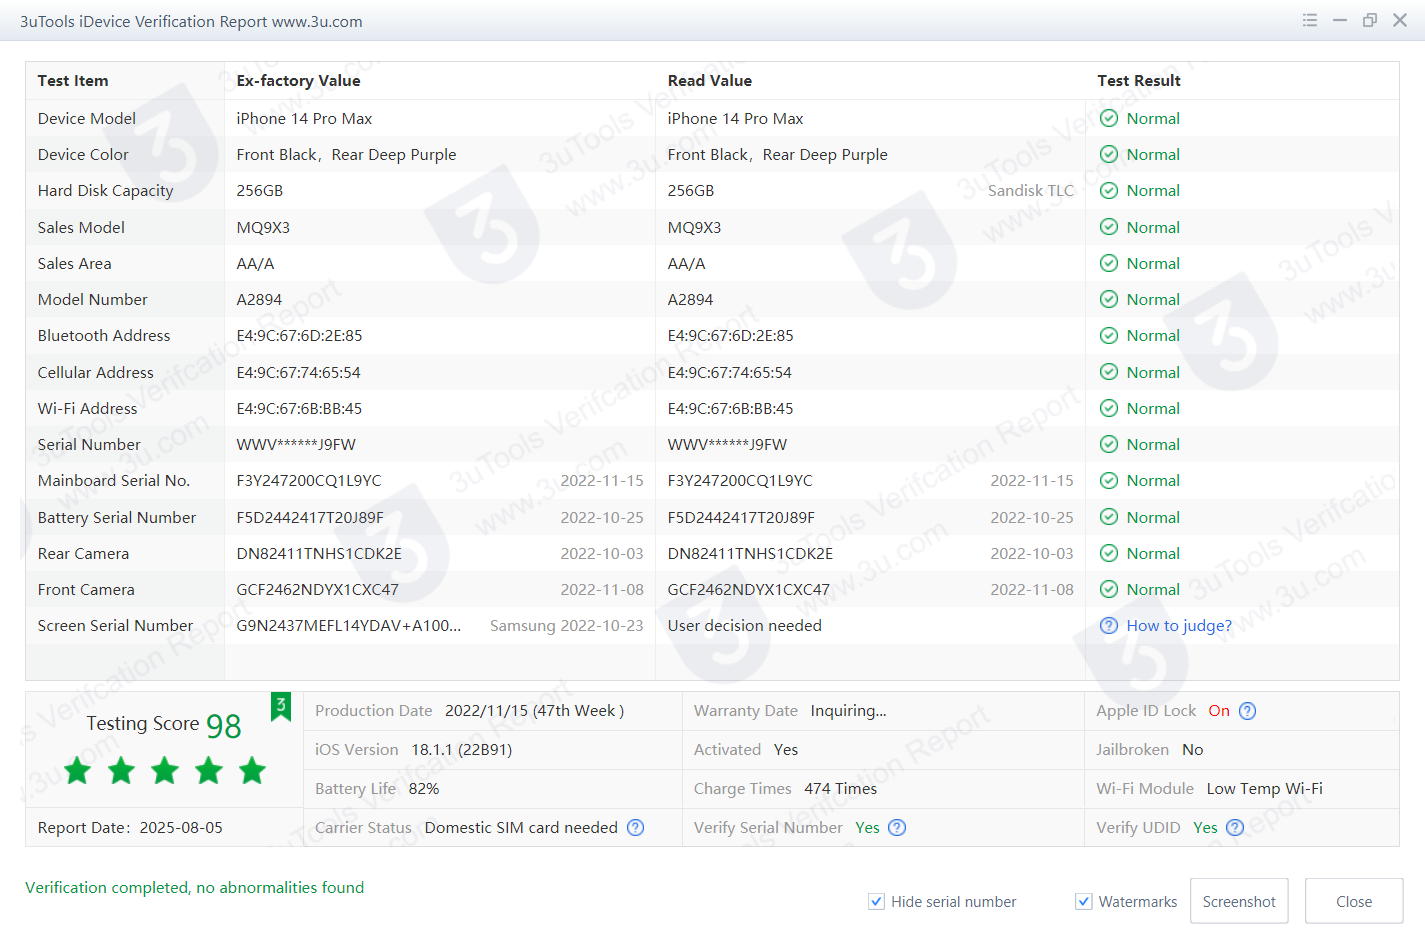 3uTools iDevice Verification Report www.3u.com
Test Item Ex-factory Value Read Value Test Result
Device Model iPhone 14 Pro Max iPhone 14 Pro Max Normal
Device Color Front Black，Rear Deep Purple Front Black，Rear Deep Purple Normal
Hard Disk Capacity 256GB 256GB Sandisk TLC Normal
Sales Model MQ9X3 MQ9X3 Normal
Sales Area AA/A AA/A Normal
Model Number A2894 A2894 Normal
Bluetooth Address E4:9C:67:6D:2E:85 E4:9C:67:6D:2E:85 Normal
Cellular Address E4:9C:67:74:65:54 E4:9C:67:74:65:54 Normal
Wi-Fi Address E4:9C:67:6B:BB:45 E4:9C:67:6B:BB:45 Normal
Serial Number WWV******J9FW WWV******J9FW Normal
Mainboard Serial No. F3Y247200CQ1L9YC 2022-11-15 F3Y247200CQ1L9YC 2022-11-15 Normal
Battery Serial Number F5D2442417T20J89F 2022-10-25 F5D2442417T20J89F 2022-10-25 Normal
Rear Camera DN82411TNHS1CDK2E 2022-10-03 DN82411TNHS1CDK2E 2022-10-03 Normal
Front Camera GCF2462NDYX1CXC47 2022-11-08 GCF2462NDYX1CXC47 2022-11-08 Normal
Screen Serial Number G9N2437MEFL14YDAV+A100... Samsung 2022-10-23 User decision needed How to judge?
Testing Score 98
Production Date 2022/11/15 (47th Week ) Warranty Date Inquiring... Apple ID Lock On
iOS Version 18.1.1 (22B91) Activated Yes Jailbroken No
Battery Life 82% Charge Times 474 Times Wi-Fi Module Low Temp Wi-Fi
Report Date：2025-08-05 Carrier Status Domestic SIM card needed Verify Serial Number Yes Verify UDID Yes
Verification completed, no abnormalities found
Hide serial number Watermarks Screenshot Close
3uTools Verifcation Report
www.3u.com